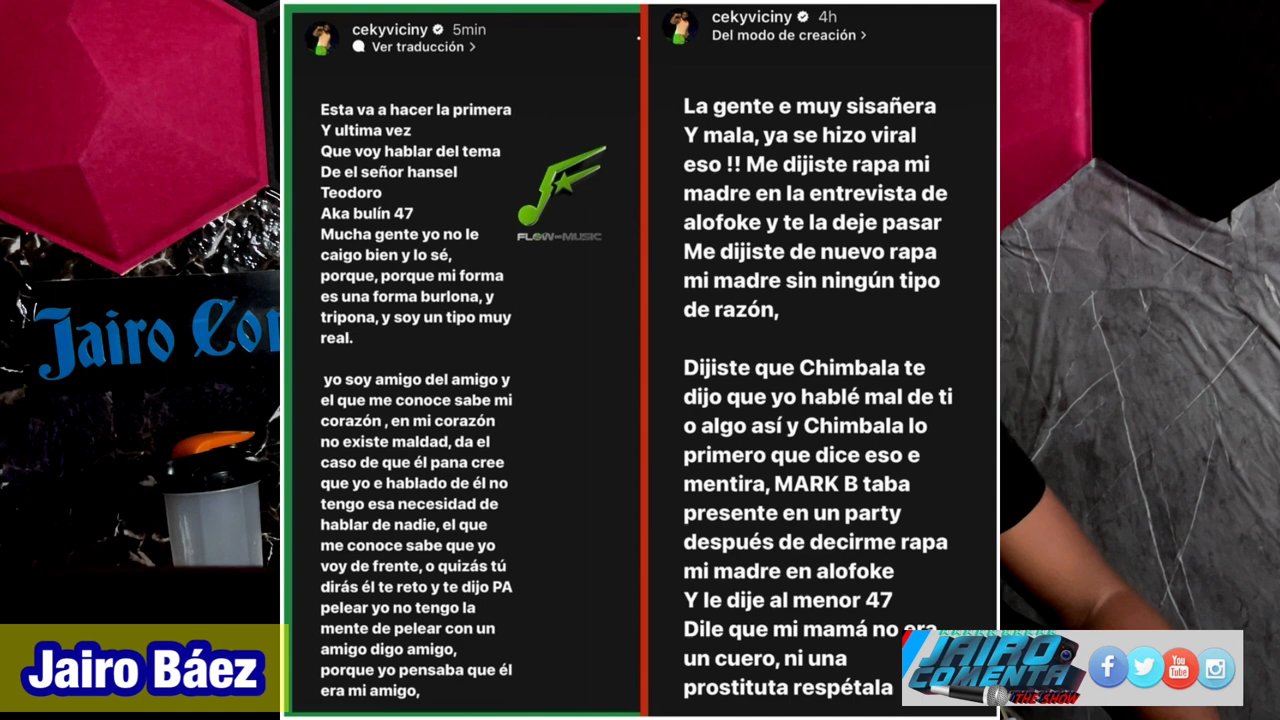 cekyviciny 5min
Ver traducción >
Esta va a hacer la primera
Y ultima vez
Que voy hablar del tema
De el señor hansel
Teodoro
Aka bulín 47
Mucha gente yo no le
caigo bien y lo sé,
porque, porque mi forma
es una forma burlona, y
tripona, y soy un tipo muy
real.
yo soy amigo del amigo y
el que me conoce sabe mi
corazón , en mi corazón
no existe maldad, da el
caso de que él pana cree
que yo e hablado de él no
tengo esa necesidad de
hablar de nadie, el que
me conoce sabe que yo
voy de frente, o quizás tú
dirás él te reto y te dijo PA
pelear yo no tengo la
mente de pelear con un
amigo digo amigo,
porque yo pensaba que él
era mi amigo,
FLOW-MUSIC
cekyviciny 4h
Del modo de creación >
La gente e muy sisañera
Y mala, ya se hizo viral
eso !! Me dijiste rapa mi
madre en la entrevista de
alofoke y te la deje pasar
Me dijiste de nuevo rapa
mi madre sin ningún tipo
de razón,
Dijiste que Chimbala te
dijo que yo hablé mal de ti
o algo así y Chimbala lo
primero que dice eso e
mentira, MARK B taba
presente en un party
después de decirme rapa
mi madre en alofoke
Y le dije al menor 47
Dile que mi mamá no era
un cuero, ni una
prostituta respétala
Jairo Co
Jairo Báez
JAIRO
COMENTA
THE SHOW
You
Tube